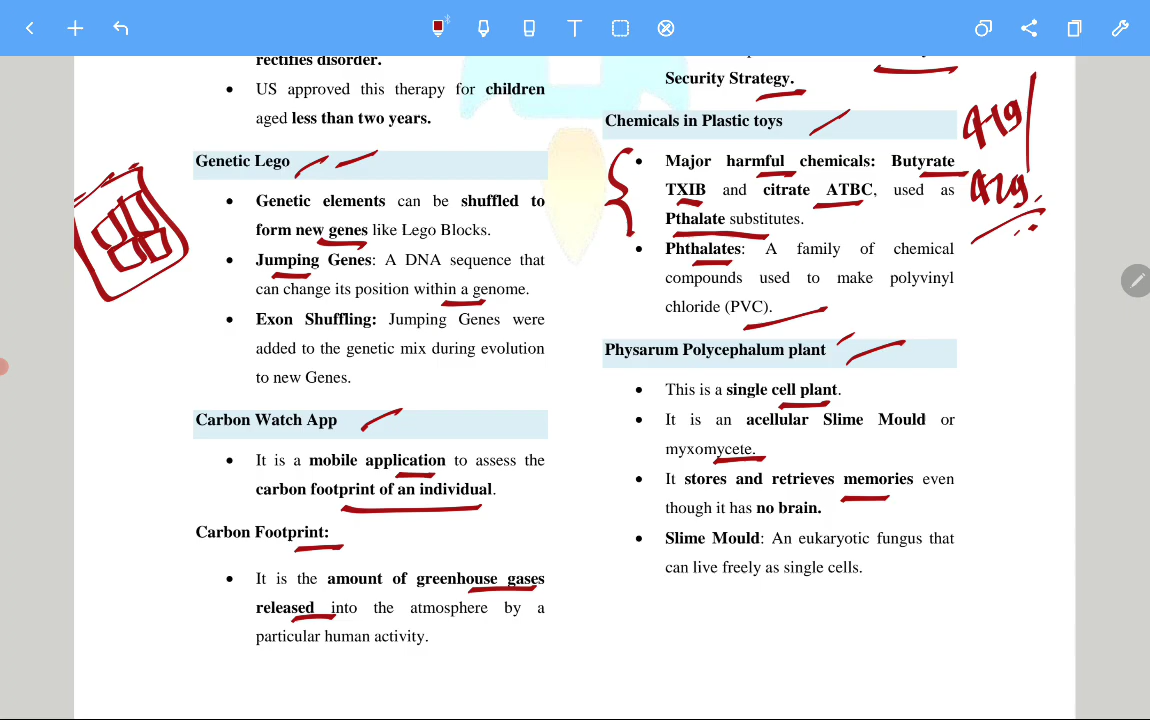 rectifies disorder.
• US approved this therapy for children
aged less than two years.
Genetic Lego
• Genetic elements can be shuffled to
form new genes like Lego Blocks.
• Jumping Genes: A DNA sequence that
can change its position within a genome.
• Exon Shuffling: Jumping Genes were
added to the genetic mix during evolution
to new Genes.
Carbon Watch App
• It is a mobile application to assess the
carbon footprint of an individual.
Carbon Footprint:
• It is the amount of greenhouse gases
released into the atmosphere by a
particular human activity.
Security Strategy.
Chemicals in Plastic toys
• Major harmful chemicals: Butyrate
TXIB and citrate ATBC, used as
Pthalate substitutes.
• Phthalates: A family of chemical
compounds used to make polyvinyl
chloride (PVC).
Physarum Polycephalum plant
• This is a single cell plant.
• It is an acellular Slime Mould or
myxomycete.
• It stores and retrieves memories even
though it has no brain.
• Slime Mould: An eukaryotic fungus that
can live freely as single cells.